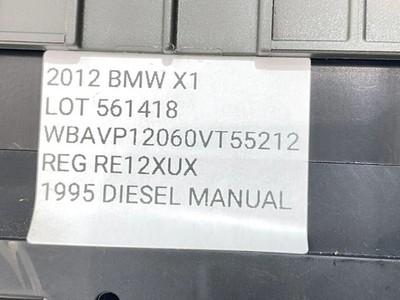 2012 BMW X1
LOT 561418
WBAVP12060VT55212
REG RE12XUX
1995 DIESEL MANUAL